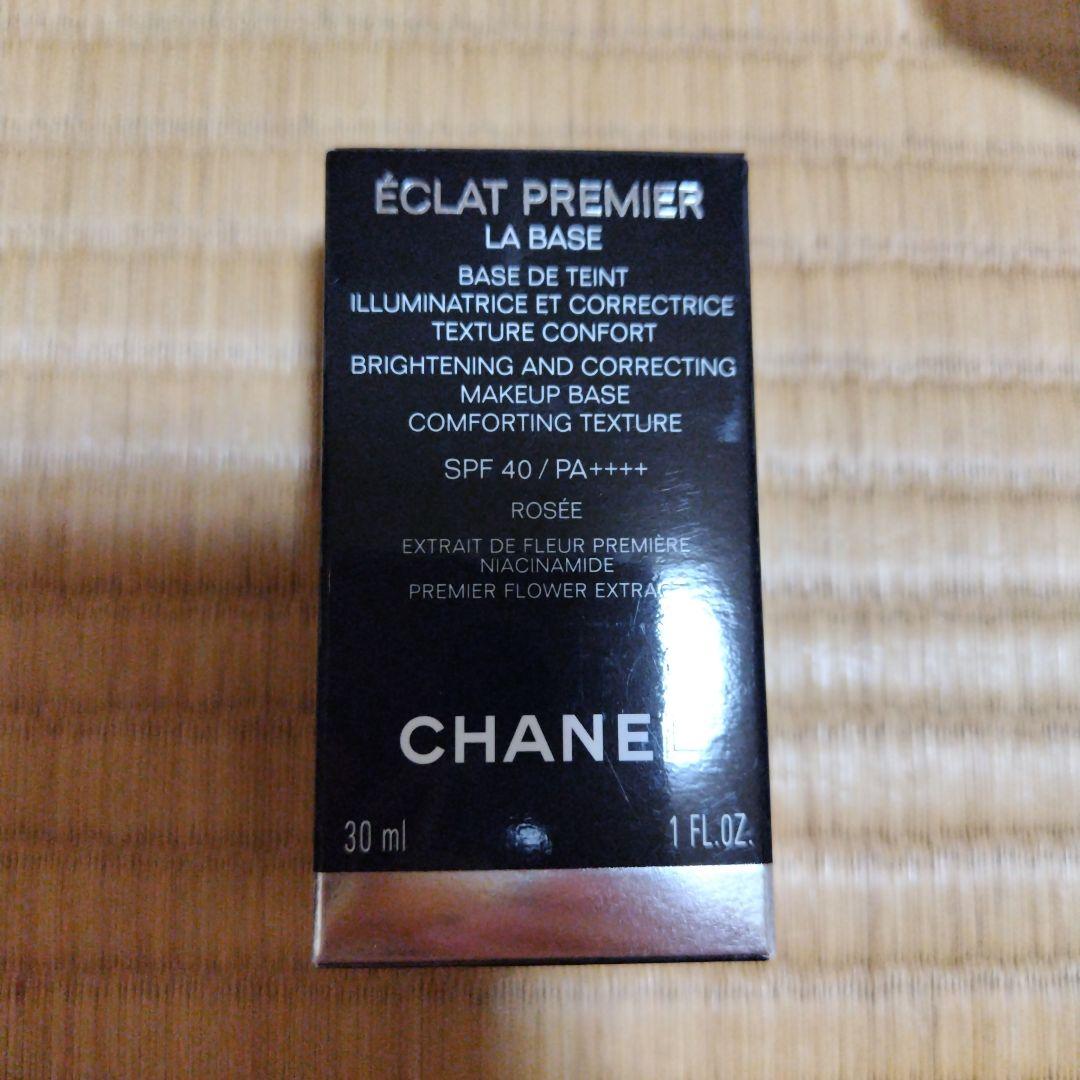 ÉCLAT PREMIER
LA BASE
BASE DE TEINT
ILLUMINATRICE ET CORRECTRICE
TEXTURE CONFORT
BRIGHTENING AND CORRECTING
MAKEUP BASE
COMFORTING TEXTURE
SPF 40 / PA++++
ROSÉE
EXTRAIT DE FLEUR PREMIÈRE
NIACINAMIDE
PREMIER FLOWER EXTRACT
CHANEL
30 ml
1 FL.OZ.